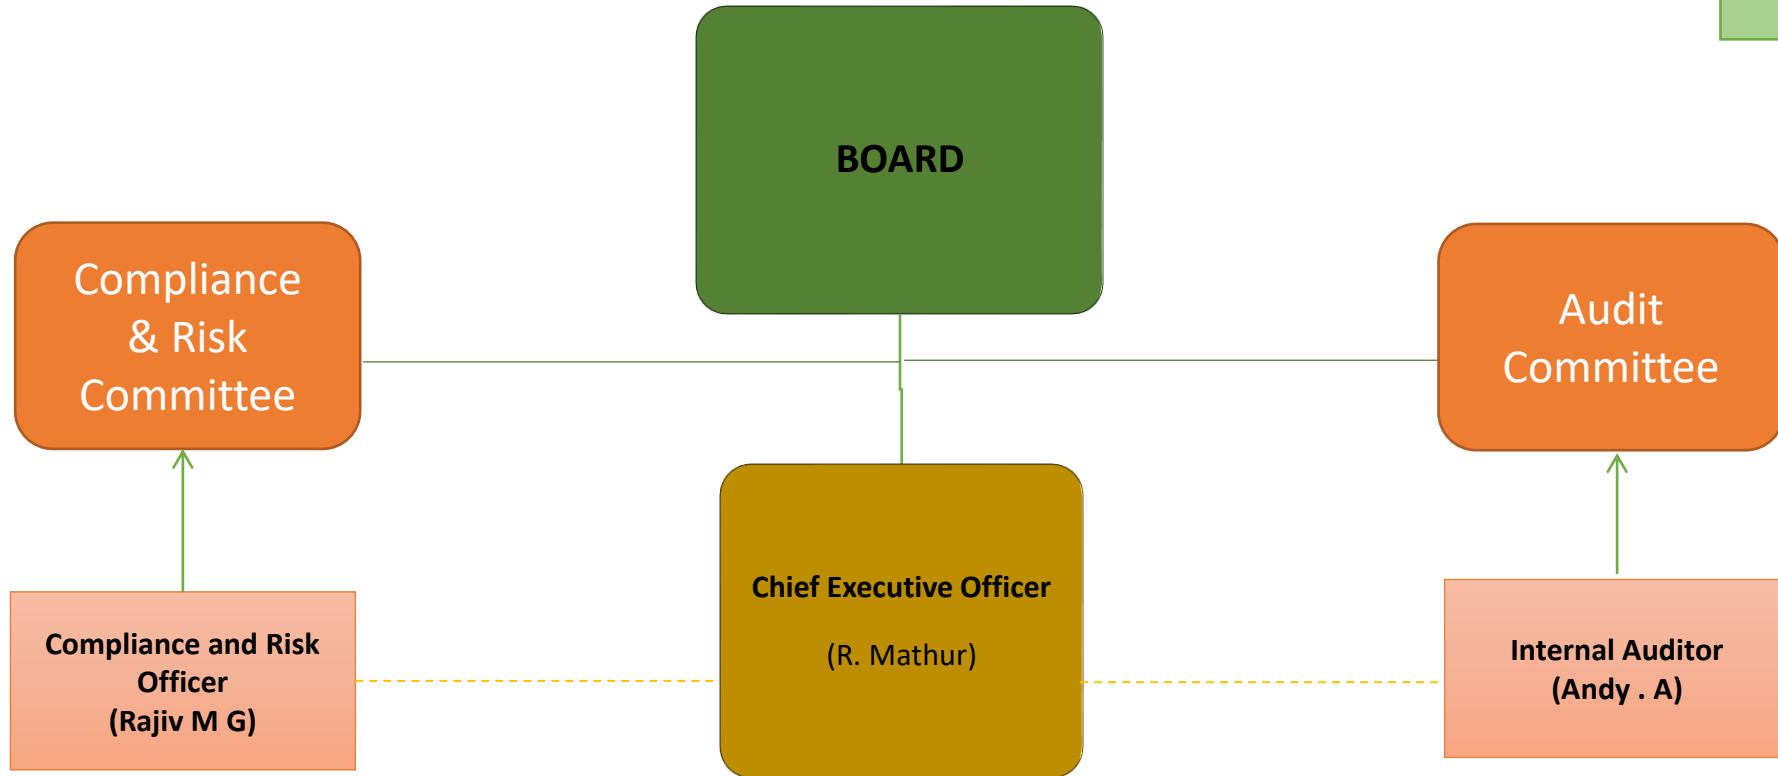 BOARD
Compliance
& Risk
Committee
Audit
Committee
Chief Executive Officer
(R. Mathur)
Compliance and Risk
Officer
(Rajiv M G)
Internal Auditor
(Andy . A)